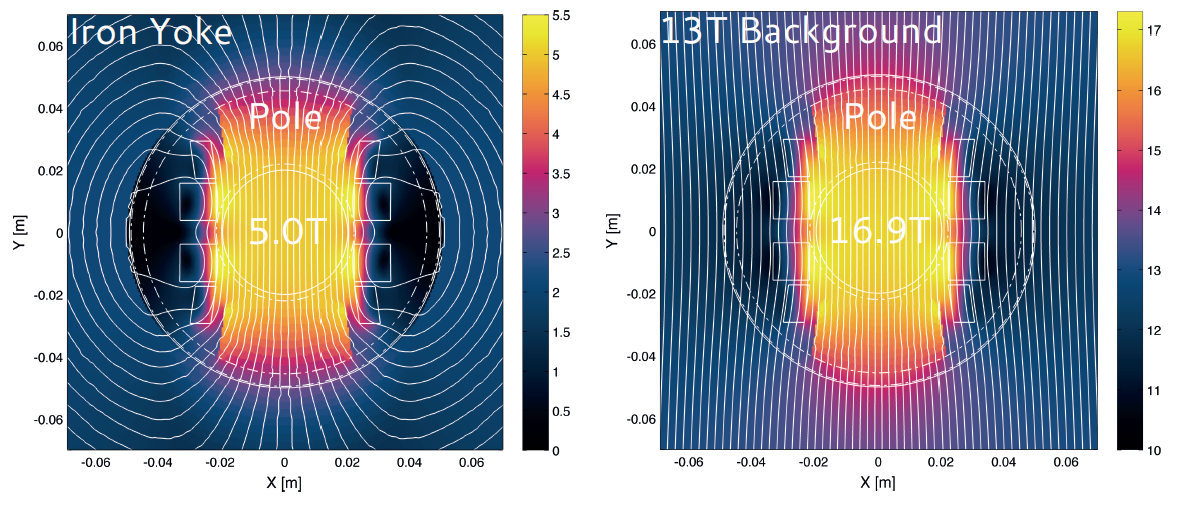 Iron Yoke
Pole
5.0T
0.06
0.04
0.02
0
-0.02
-0.04
-0.06
Y [m]
-0.06 -0.04 -0.02 0 0.02 0.04 0.06
X [m]
5.5
5
4.5
4
3.5
3
2.5
2
1.5
1
0.5
0
13T Background
Pole
16.9T
0.06
0.04
0.02
0
-0.02
-0.04
-0.06
Y [m]
-0.06 -0.04 -0.02 0 0.02 0.04 0.06
X [m]
17
16
15
14
13
12
11
10